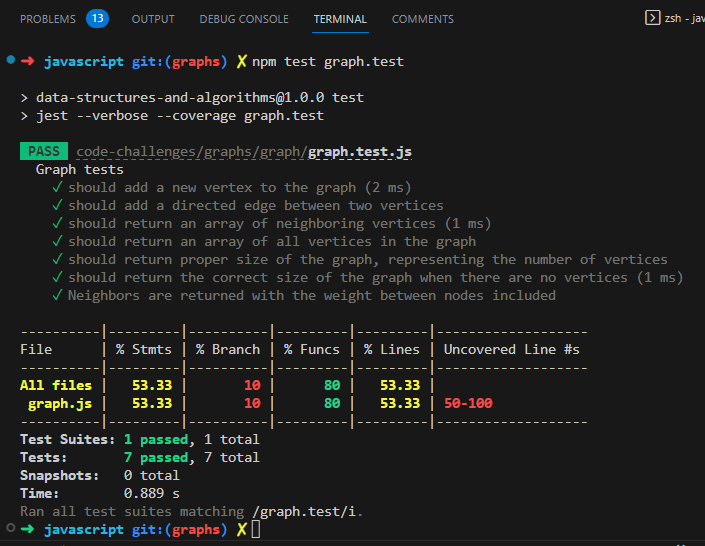 PROBLEMS 13 OUTPUT DEBUG CONSOLE TERMINAL COMMENTS zsh - jav
➜ javascript git:(graphs) ✗ npm test graph.test
> data-structures-and-algorithms@1.0.0 test
> jest --verbose --coverage graph.test
PASS code-challenges/graphs/graph/graph.test.js
Graph tests
✓ should add a new vertex to the graph (2 ms)
✓ should add a directed edge between two vertices
✓ should return an array of neighboring vertices (1 ms)
✓ should return an array of all vertices in the graph
✓ should return proper size of the graph, representing the number of vertices
✓ should return the correct size of the graph when there are no vertices (1 ms)
✓ Neighbors are returned with the weight between nodes included
----------|---------|----------|---------|---------|-------------------
File      | % Stmts | % Branch | % Funcs | % Lines | Uncovered Line #s
----------|---------|----------|---------|---------|-------------------
All files |   53.33 |       10 |      80 |   53.33 |
 graph.js |   53.33 |       10 |      80 |   53.33 | 50-100
----------|---------|----------|---------|---------|-------------------
Test Suites: 1 passed, 1 total
Tests:       7 passed, 7 total
Snapshots:   0 total
Time:        0.889 s
Ran all test suites matching /graph.test/i.
➜ javascript git:(graphs) ✗